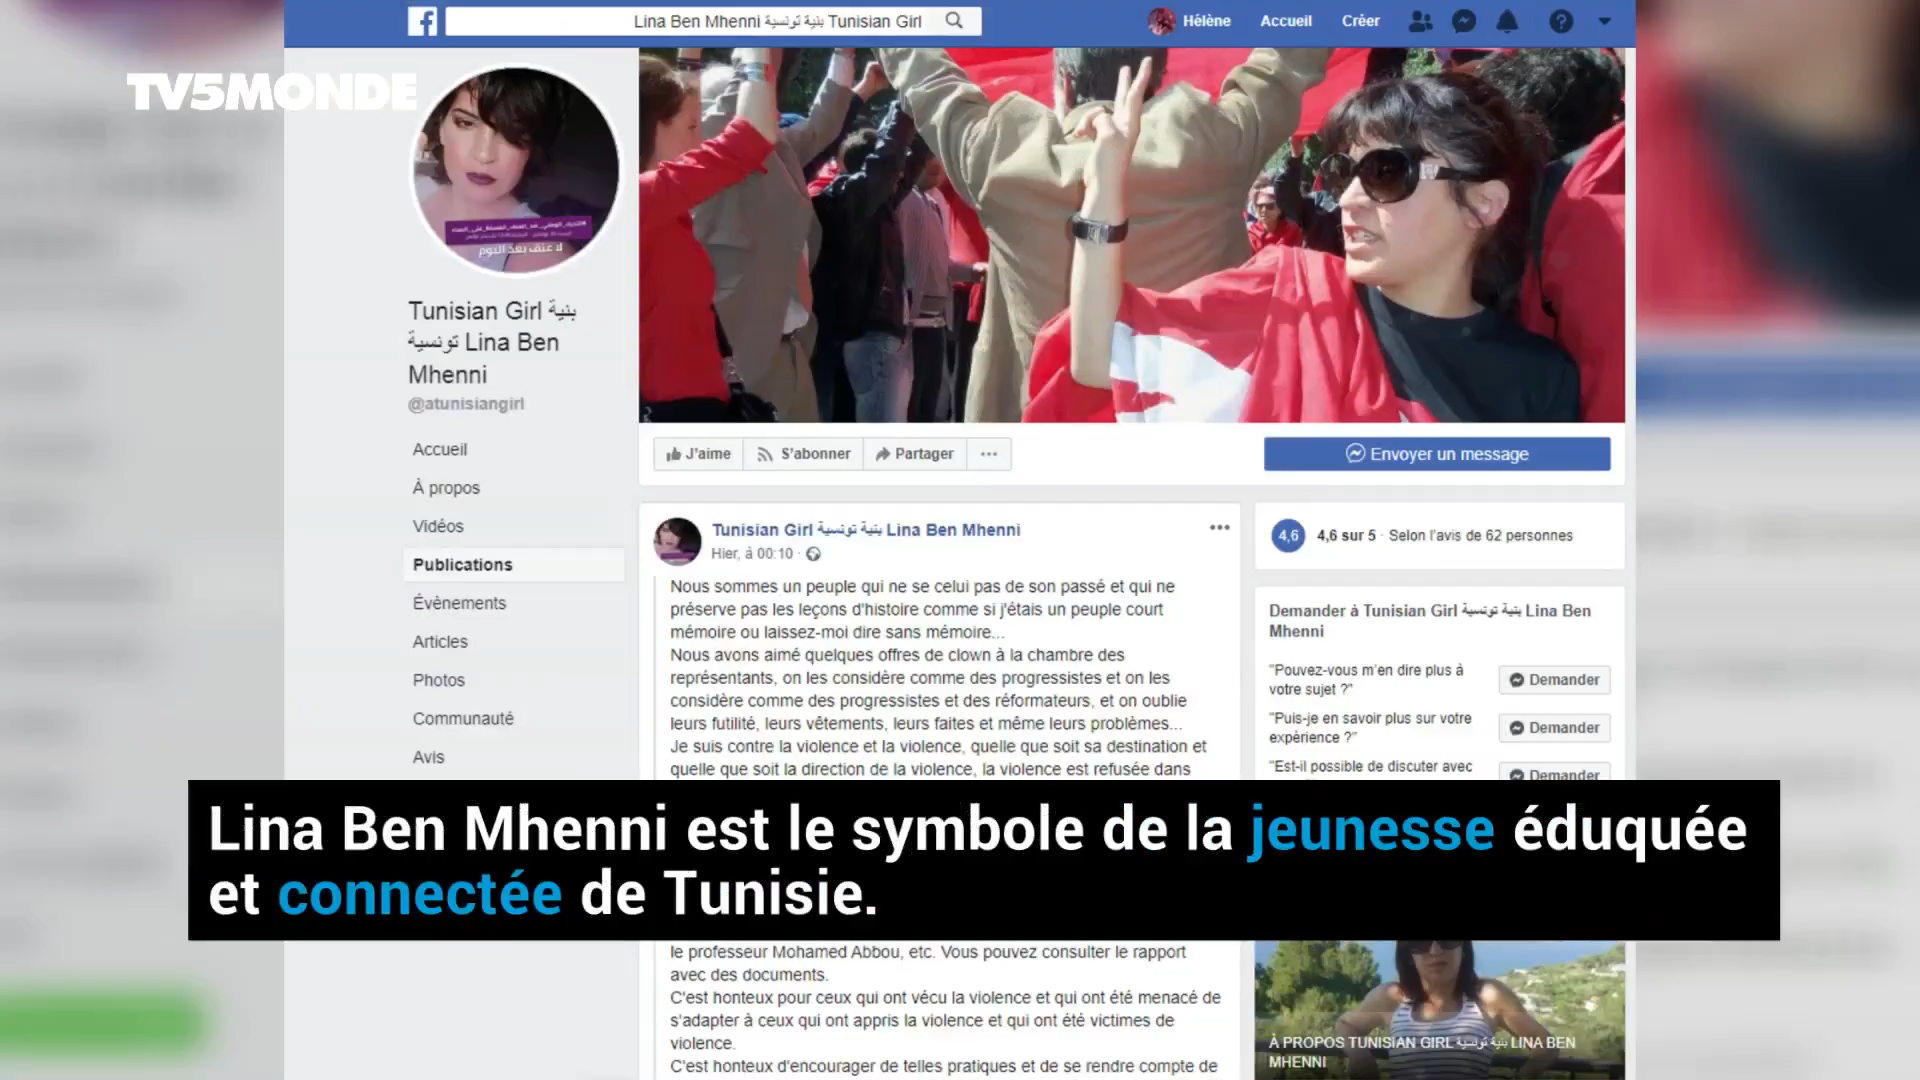 Lina Ben Mhenni بنية تونسية Tunisian Girl
Hélène
Accueil
Créer
TV5MONDE
لا عنف بعد اليوم
Tunisian Girl بنية
تونسية Lina Ben
Mhenni
@atunisiangirl
Accueil
À propos
Vidéos
Publications
Évènements
Articles
Photos
Communauté
Avis
J'aime
S'abonner
Partager
Envoyer un message
Tunisian Girl بنية تونسية Lina Ben Mhenni
Hier, à 00:10
Nous sommes un peuple qui ne se celui pas de son passé et qui ne
préserve pas les leçons d'histoire comme si j'étais un peuple court
mémoire ou laissez-moi dire sans mémoire...
Nous avons aimé quelques offres de clown à la chambre des
représentants, on les considère comme des progressistes et on les
considère comme des progressistes et des réformateurs, et on oublie
leurs futilité, leurs vêtements, leurs faites et même leurs problèmes...
Je suis contre la violence et la violence, quelle que soit sa destination et
quelle que soit la direction de la violence, la violence est refusée dans
4,6
4,6 sur 5 · Selon l'avis de 62 personnes
Demander à Tunisian Girl بنية تونسية Lina Ben
Mhenni
"Pouvez-vous m'en dire plus à
votre sujet ?"
Demander
"Puis-je en savoir plus sur votre
expérience ?"
Demander
"Est-il possible de discuter avec
Demander
Lina Ben Mhenni est le symbole de la jeunesse éduquée
et connectée de Tunisie.
le professeur Mohamed Abbou, etc. Vous pouvez consulter le rapport
avec des documents.
C'est honteux pour ceux qui ont vécu la violence et qui ont été menacé de
s'adapter à ceux qui ont appris la violence et qui ont été victimes de
violence.
C'est honteux d'encourager de telles pratiques et de se rendre compte de
À PROPOS TUNISIAN GIRL بنية تونسية LINA BEN
MHENNI